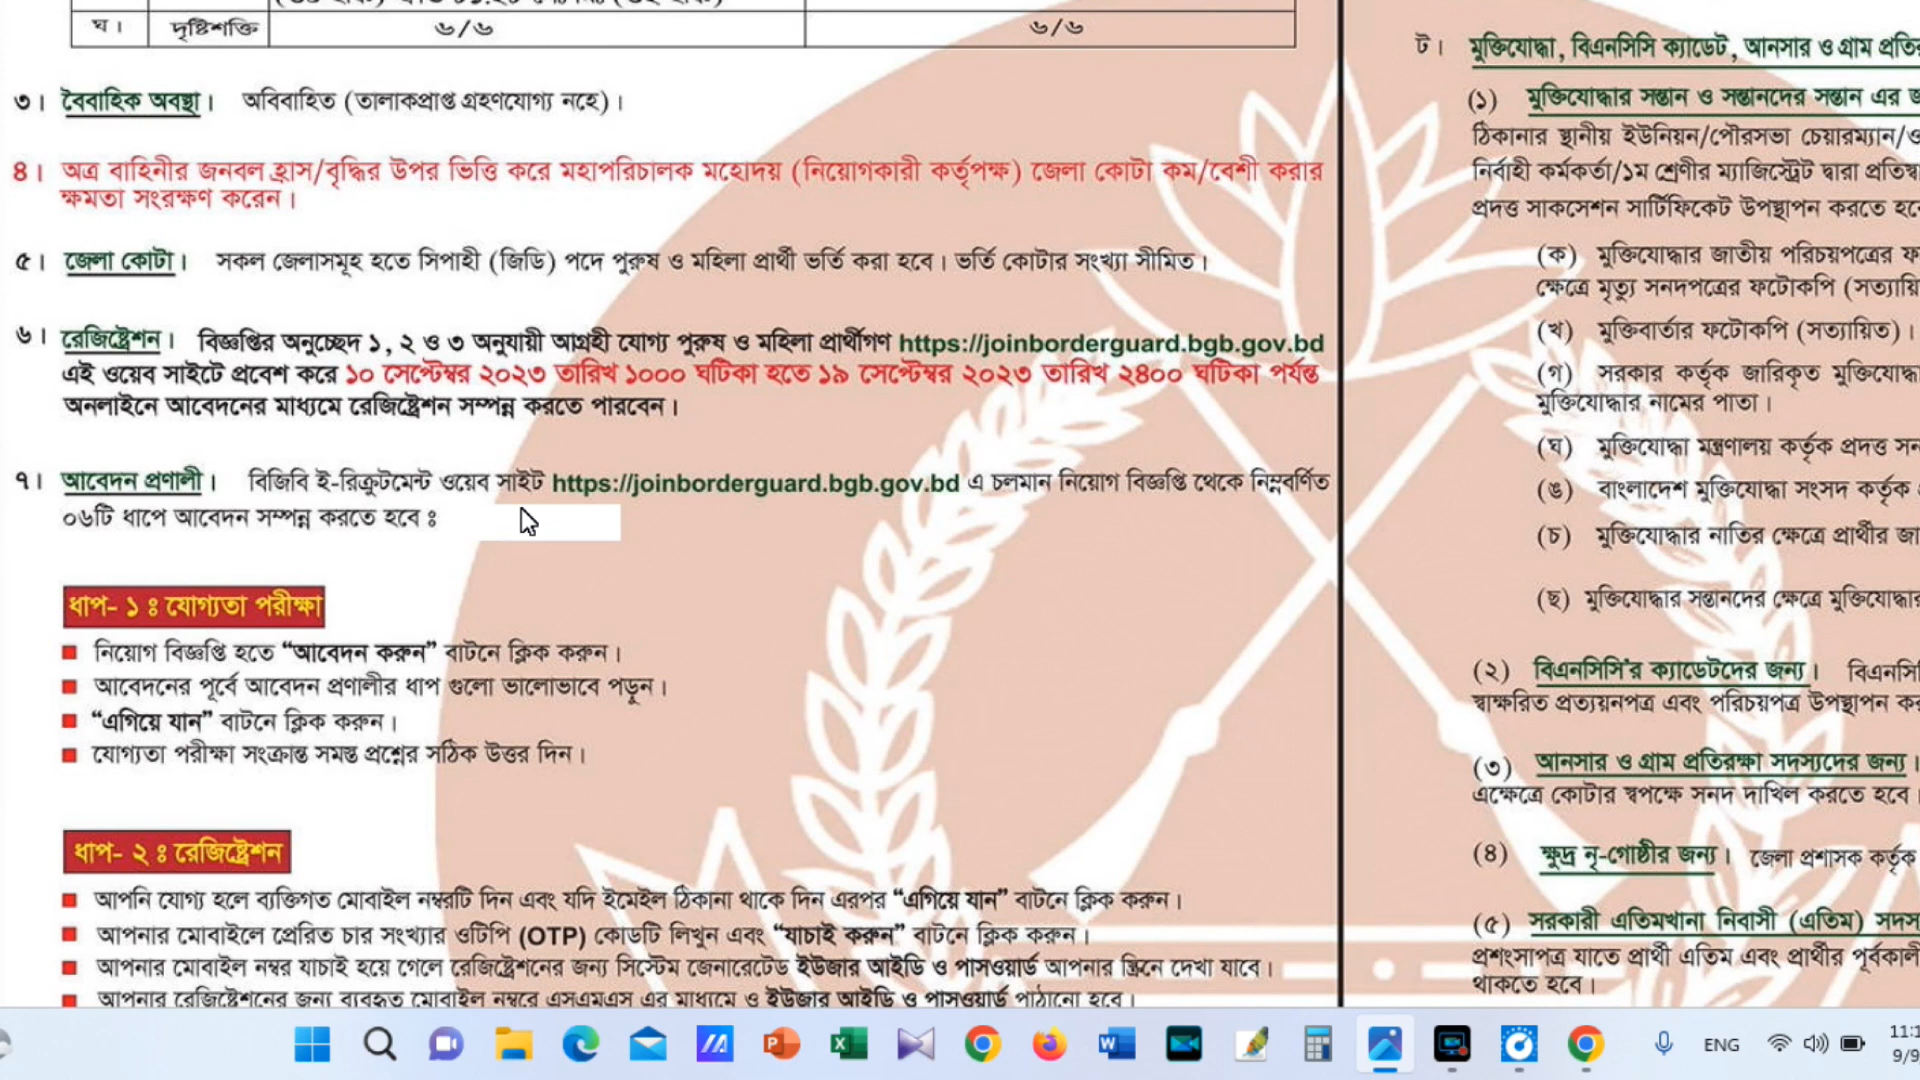 ঘ। দৃষ্টিশক্তি ৬/৬ ৬/৬
৩। বৈবাহিক অবস্থা। অবিবাহিত (তালাকপ্রাপ্ত গ্রহণযোগ্য নহে)।
৪। অত্র বাহিনীর জনবল হ্রাস/বৃদ্ধির উপর ভিত্তি করে মহাপরিচালক মহোদয় (নিয়োগকারী কর্তৃপক্ষ) জেলা কোটা কম/বেশী করার
ক্ষমতা সংরক্ষণ করেন।
৫। জেলা কোটা। সকল জেলাসমূহ হতে সিপাহী (জিডি) পদে পুরুষ ও মহিলা প্রার্থী ভর্তি করা হবে। ভর্তি কোটার সংখ্যা সীমিত।
৬। রেজিষ্ট্রেশন। বিজ্ঞপ্তির অনুচ্ছেদ ১, ২ ও ৩ অনুযায়ী আগ্রহী যোগ্য পুরুষ ও মহিলা প্রার্থীগণ https://joinborderguard.bgb.gov.bd
এই ওয়েব সাইটে প্রবেশ করে ১০ সেপ্টেম্বর ২০২৩ তারিখ ১০০০ ঘটিকা হতে ১৯ সেপ্টেম্বর ২০২৩ তারিখ ২৪০০ ঘটিকা পর্যন্ত
অনলাইনে আবেদনের মাধ্যমে রেজিষ্ট্রেশন সম্পন্ন করতে পারবেন।
৭। আবেদন প্রণালী। বিজিবি ই-রিক্রুটমেন্ট ওয়েব সাইট https://joinborderguard.bgb.gov.bd এ চলমান নিয়োগ বিজ্ঞপ্তি থেকে নিম্নবর্ণিত
০৬টি ধাপে আবেদন সম্পন্ন করতে হবে ঃ
ধাপ- ১ ঃ যোগ্যতা পরীক্ষা
নিয়োগ বিজ্ঞপ্তি হতে “আবেদন করুন” বাটনে ক্লিক করুন।
আবেদনের পূর্বে আবেদন প্রণালীর ধাপ গুলো ভালোভাবে পড়ুন।
“এগিয়ে যান” বাটনে ক্লিক করুন।
যোগ্যতা পরীক্ষা সংক্রান্ত সমস্ত প্রশ্নের সঠিক উত্তর দিন।
ধাপ- ২ ঃ রেজিষ্ট্রেশন
আপনি যোগ্য হলে ব্যক্তিগত মোবাইল নম্বরটি দিন এবং যদি ইমেইল ঠিকানা থাকে দিন এরপর “এগিয়ে যান” বাটনে ক্লিক করুন।
আপনার মোবাইলে প্রেরিত চার সংখ্যার ওটিপি (OTP) কোডটি লিখুন এবং “যাচাই করুন” বাটনে ক্লিক করুন।
আপনার মোবাইল নম্বর যাচাই হয়ে গেলে রেজিষ্ট্রেশনের জন্য সিস্টেম জেনারেটেড ইউজার আইডি ও পাসওয়ার্ড আপনার স্ক্রিনে দেখা যাবে।
আপনার রেজিষ্টেশনের জন্য ব্যবহৃত মোবাইল নম্বরে এসএমএস এর মাধ্যমে ও ইউজার আইডি ও পাসওয়ার্ড পাঠানো হবে।
ট। মুক্তিযোদ্ধা, বিএনসিসি ক্যাডেট, আনসার ও গ্রাম
(১) মুক্তিযোদ্ধার সন্তান ও সন্তানদের সন্তান এর
ঠিকানার স্থানীয় ইউনিয়ন/পৌরসভা চেয়ারম্যান/
নির্বাহী কর্মকর্তা/১ম শ্রেণীর ম্যাজিস্ট্রেট দ্বারা
প্রদত্ত সাকসেশন সার্টিফিকেট উপস্থাপন করতে
(ক) মুক্তিযোদ্ধার জাতীয় পরিচয়পত্রের
ক্ষেত্রে মৃত্যু সনদপত্রের ফটোকপি
(খ) মুক্তিবার্তার ফটোকপি (সত্যায়িত)।
(গ) সরকার কর্তৃক জারিকৃত
মুক্তিযোদ্ধার নামের পাতা।
(ঘ) মুক্তিযোদ্ধা মন্ত্রণালয় কর্তৃক প্রদত্ত
(ঙ) বাংলাদেশ মুক্তিযোদ্ধা সংসদ কর্তৃক
(চ) মুক্তিযোদ্ধার নাতির ক্ষেত্রে প্রার্থীর
(ছ) মুক্তিযোদ্ধার সন্তানদের ক্ষেত্রে
(২) বিএনসিসি'র ক্যাডেটদের জন্য।
স্বাক্ষরিত প্রত্যয়নপত্র এবং পরিচয়পত্র উপস্থাপন
(৩) আনসার ও গ্রাম প্রতিরক্ষা সদস্যদের জন্য।
এক্ষেত্রে কোটার স্বপক্ষে সনদ দাখিল করতে হবে।
(৪) ক্ষুদ্র নৃ-গোষ্ঠীর জন্য। জেলা প্রশাসক কর্তৃক
(৫) সরকারী এতিমখানা নিবাসী (এতিম)
প্রশংসাপত্র যাতে প্রার্থী এতিম এবং প্রার্থীর
থাকতে হবে।
ENG